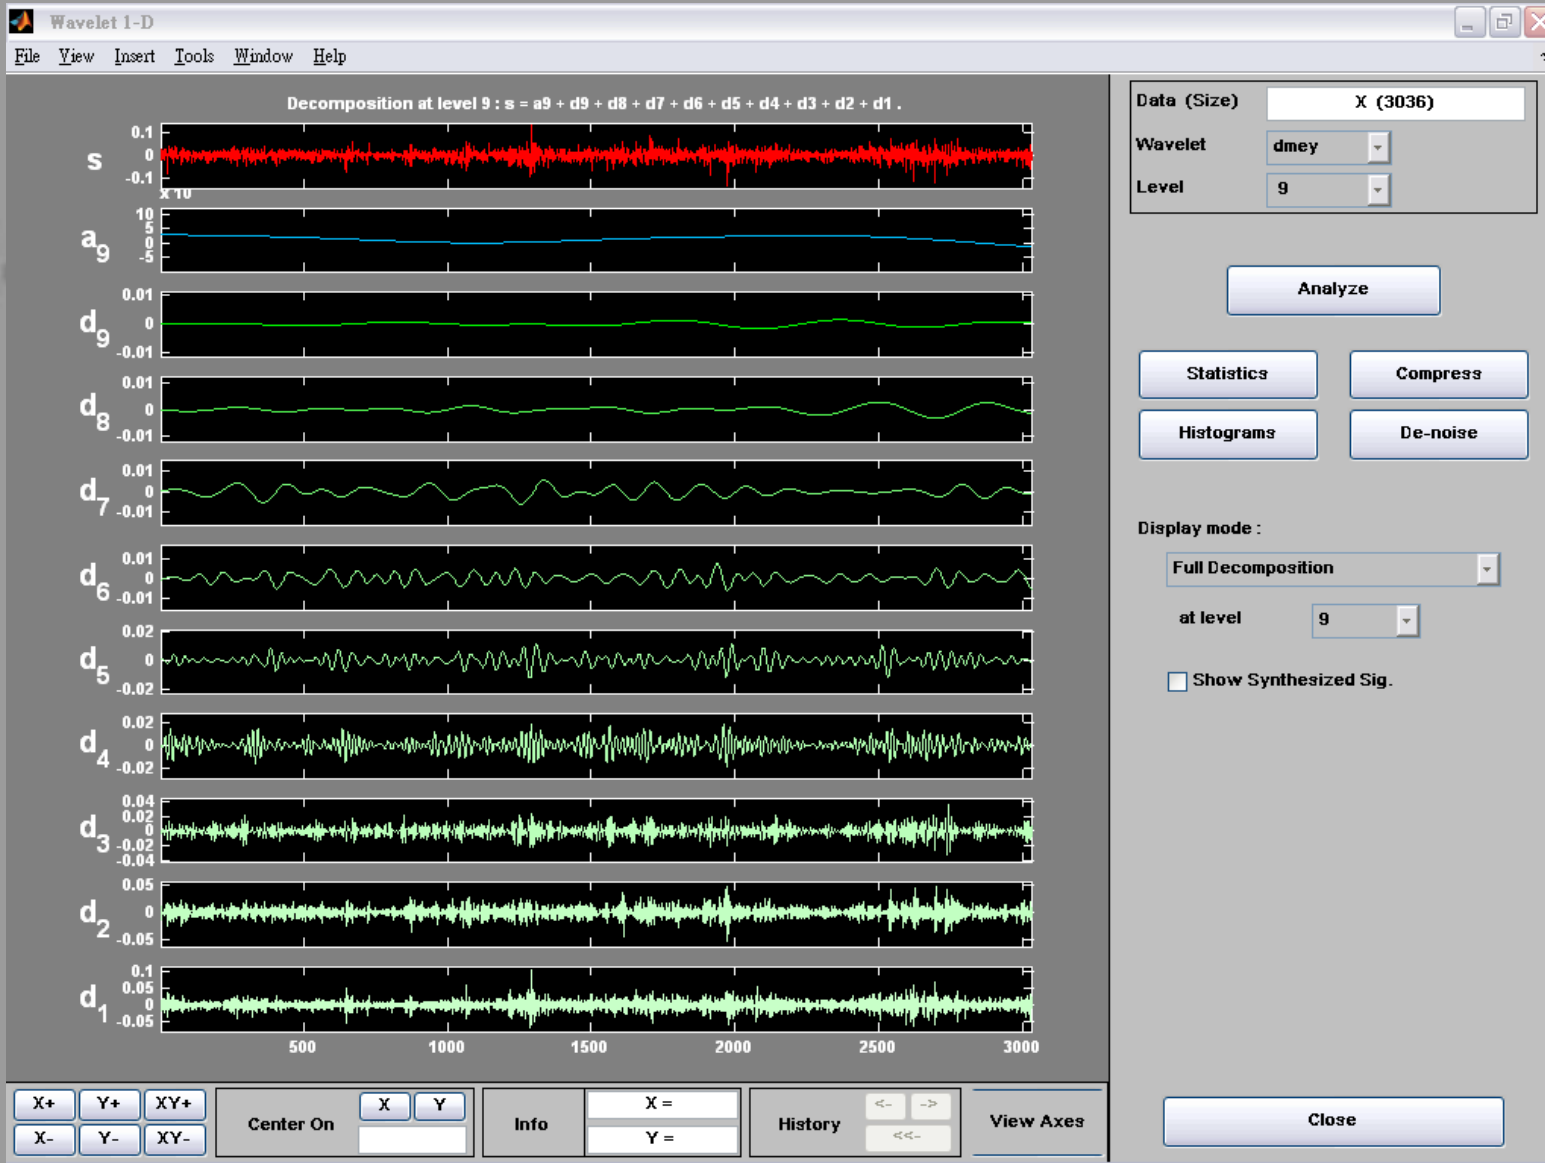 Wavelet 1-D
File View Insert Tools Window Help
Decomposition at level 9 : s = a9 + d9 + d8 + d7 + d6 + d5 + d4 + d3 + d2 + d1 .
s
0.1
0
-0.1
x 10
a9
10
5
0
-5
d9
0.01
0
-0.01
d8
0.01
0
-0.01
d7
0.01
0
-0.01
d6
0.01
0
-0.01
d5
0.02
0
-0.02
d4
0.02
0
-0.02
d3
0.04
0.02
0
-0.02
-0.04
d2
0.05
0
-0.05
d1
0.1
0.05
0
-0.05
500 1000 1500 2000 2500 3000
Data (Size) X (3036)
Wavelet dmey
Level 9
Analyze
Statistics Compress
Histograms De-noise
Display mode :
Full Decomposition
at level 9
Show Synthesized Sig.
X+ Y+ XY+
X- Y- XY-
Center On X Y
Info X =
Y =
History <- ->
<<-
View Axes
Close